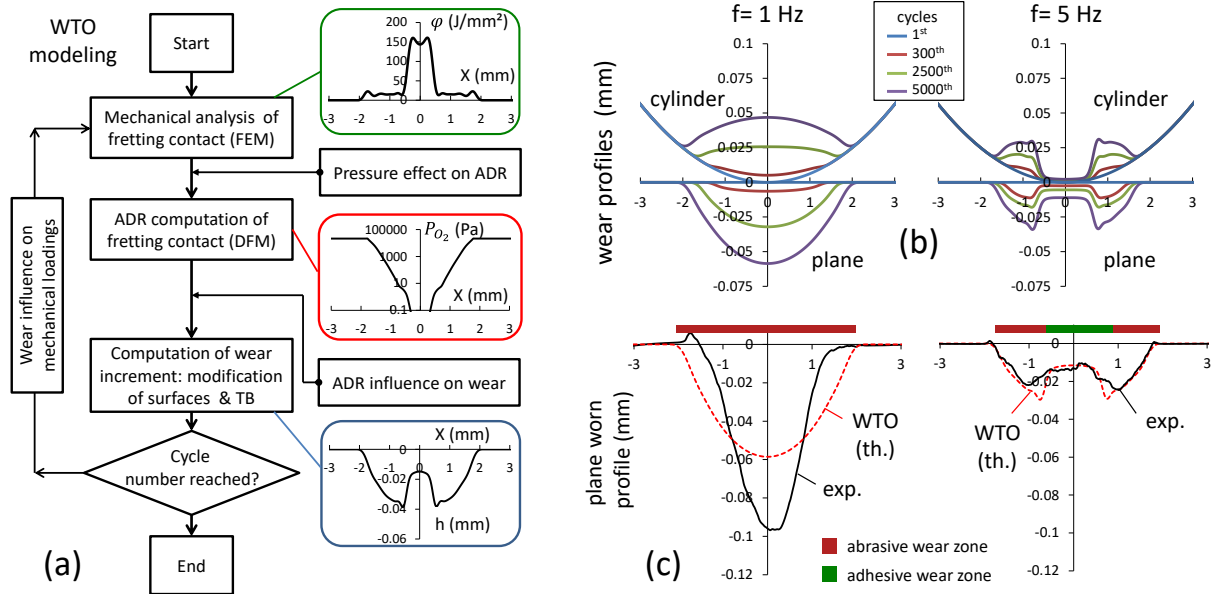 WTO
modeling
Start
Mechanical analysis of
fretting contact (FEM)
Pressure effect on ADR
ADR computation of
fretting contact (DFM)
Wear influence on
mechanical loadings
Computation of wear
increment: modification
of surfaces & TB
ADR influence on wear
Cycle
number reached?
End
(a)
φ (J/mm²)
200
150
100
50
0
X (mm)
-3 -2 -1 0 1 2 3
P_{O_2} (Pa)
100000
1000
10
0.1
X (mm)
-3 -2 -1 0 1 2 3
X (mm)
-3 -2 -1 0 1 2 3
0
-0.02
-0.04
-0.06
h (mm)
f= 1 Hz
f= 5 Hz
cycles
1st
300th
2500th
5000th
wear profiles (mm)
0.1
0.075
0.05
0.025
0
-0.025
-0.05
-0.075
-0.1
cylinder
plane
-3 -2 -1 0 1 2 3
0.1
0.075
0.05
0.025
0
-0.025
-0.05
-0.075
-0.1
cylinder
plane
-3 -2 -1 0 1 2 3
(b)
plane worn
profile (mm)
-3 3
0
-0.02
-0.04
-0.06
-0.08
-0.1
-0.12
WTO
(th.)
exp.
-3 3
0
-0.02
-0.04
-0.06
-0.08
-0.1
-0.12
WTO
(th.)
exp.
abrasive wear zone
adhesive wear zone
(c)